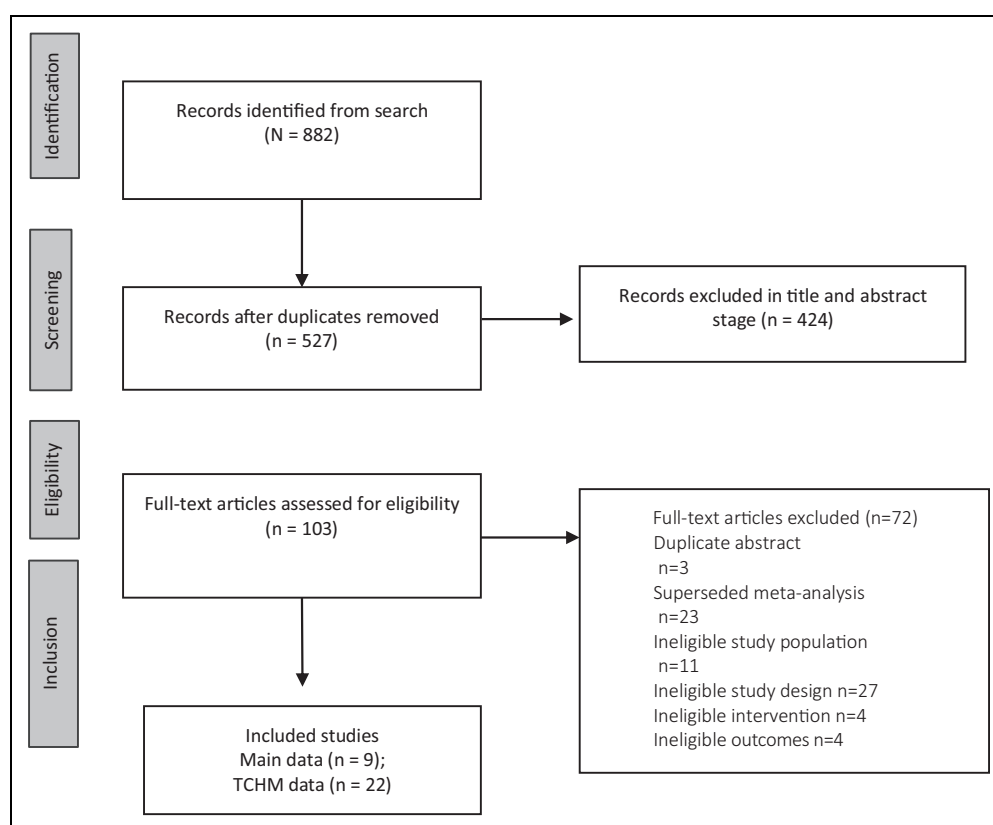 Identification
Records identified from search
(N = 882)
Screening
Records after duplicates removed
(n = 527)
Records excluded in title and abstract
stage (n = 424)
Eligibility
Full-text articles assessed for eligibility
(n = 103)
Full-text articles excluded (n=72)
Duplicate abstract
n=3
Superseded meta-analysis
n=23
Ineligible study population
n=11
Ineligible study design n=27
Ineligible intervention n=4
Ineligible outcomes n=4
Inclusion
Included studies
Main data (n = 9);
TCHM data (n = 22)